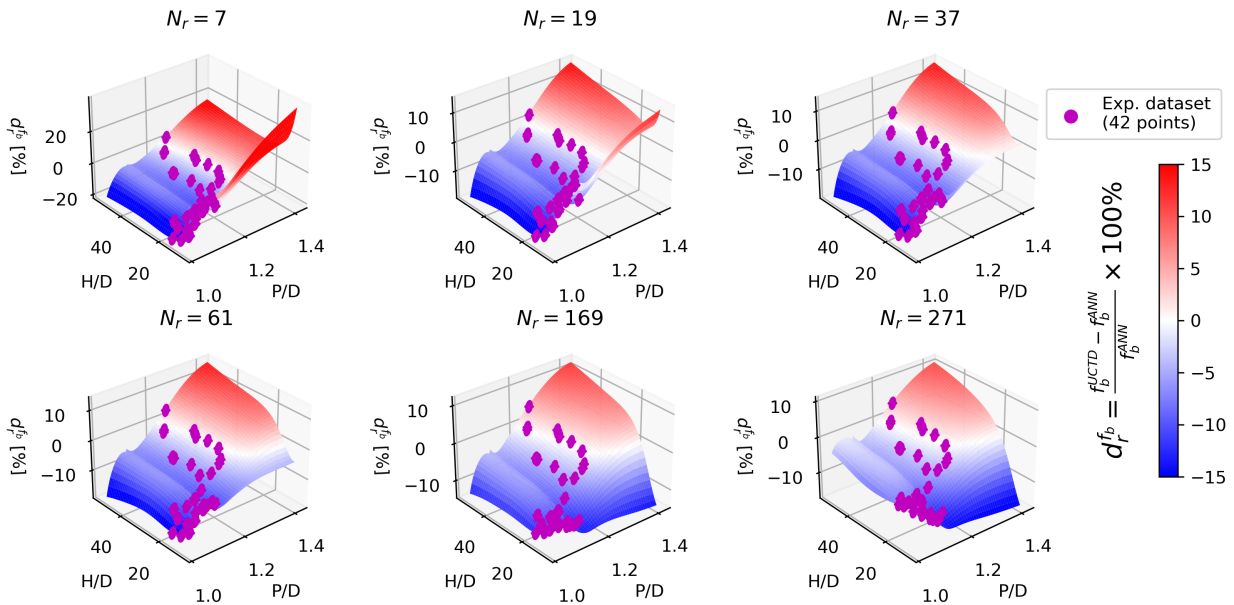 N_r = 7
N_r = 19
N_r = 37
d_r^{f_b} [%]
20
0
−20
40
20
H/D
1.0
1.2
1.4
P/D
d_r^{f_b} [%]
10
0
−10
40
20
H/D
1.0
1.2
1.4
P/D
d_r^{f_b} [%]
10
0
−10
40
20
H/D
1.0
1.2
1.4
P/D
Exp. dataset
(42 points)
N_r = 61
N_r = 169
N_r = 271
d_r^{f_b} [%]
10
0
−10
40
20
H/D
1.0
1.2
1.4
P/D
d_r^{f_b} [%]
10
0
−10
40
20
H/D
1.0
1.2
1.4
P/D
d_r^{f_b} [%]
10
0
−10
40
20
H/D
1.0
1.2
1.4
P/D
d_r^{f_b} = \frac{f_b^{UCTD} − f_b^{ANN}}{f_b^{ANN}} × 100%
15
10
5
0
−5
−10
−15